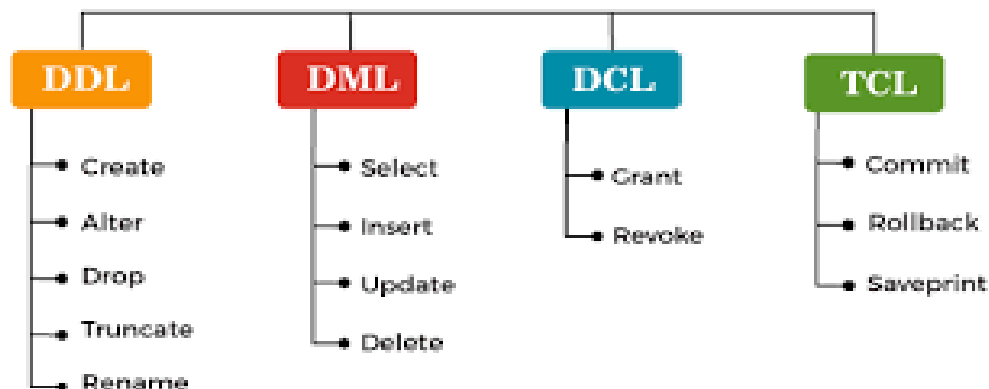 DDL
Create
Alter
Drop
Truncate
Rename
DML
Select
Insert
Update
Delete
DCL
Grant
Revoke
TCL
Commit
Rollback
Saveprint